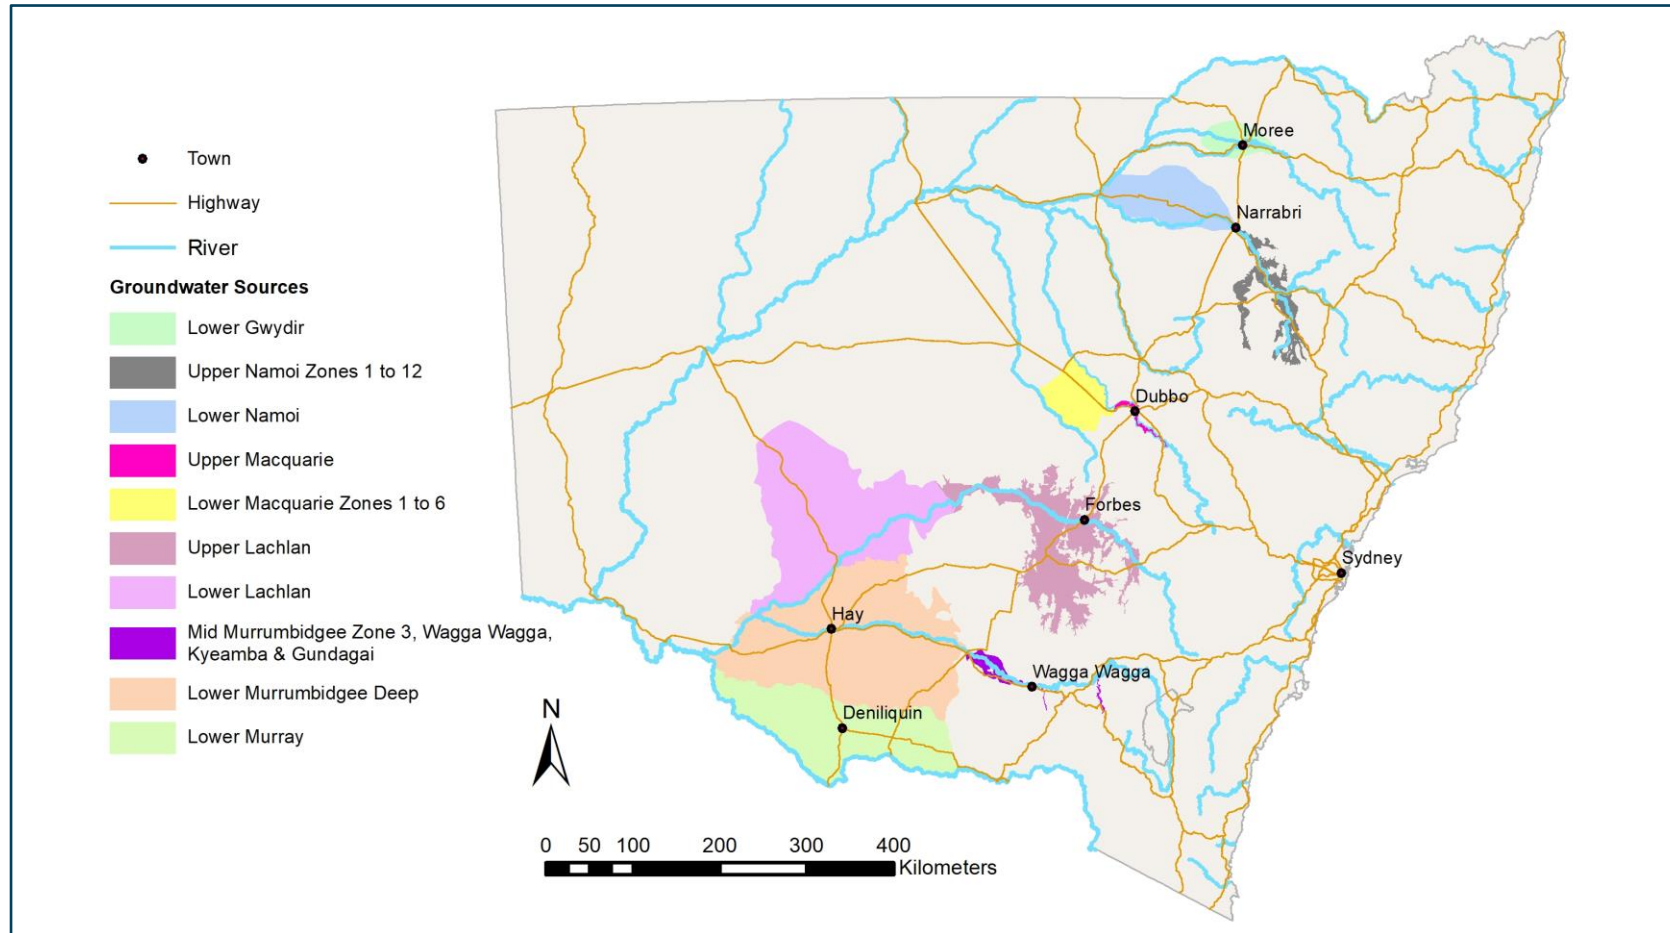 Town
Highway
River
Groundwater Sources
Lower Gwydir
Upper Namoi Zones 1 to 12
Lower Namoi
Upper Macquarie
Lower Macquarie Zones 1 to 6
Upper Lachlan
Lower Lachlan
Mid Murrumbidgee Zone 3, Wagga Wagga,
Kyeamba & Gundagai
Lower Murrumbidgee Deep
Lower Murray
Moree
Narrabri
Dubbo
Forbes
Sydney
Hay
Wagga Wagga
Deniliquin
N
0 50 100 200 300 400
Kilometers